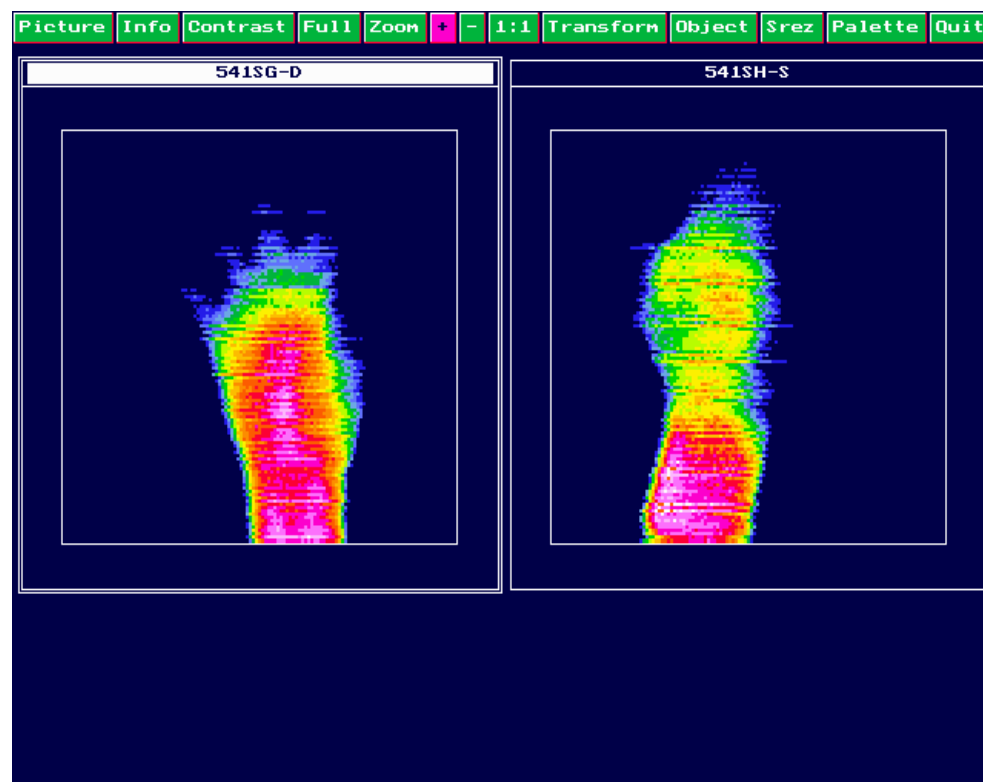 Picture Info Contrast Full Zoom + - 1:1 Transform Object Srez Palette Quit
541SG-D
541SH-S